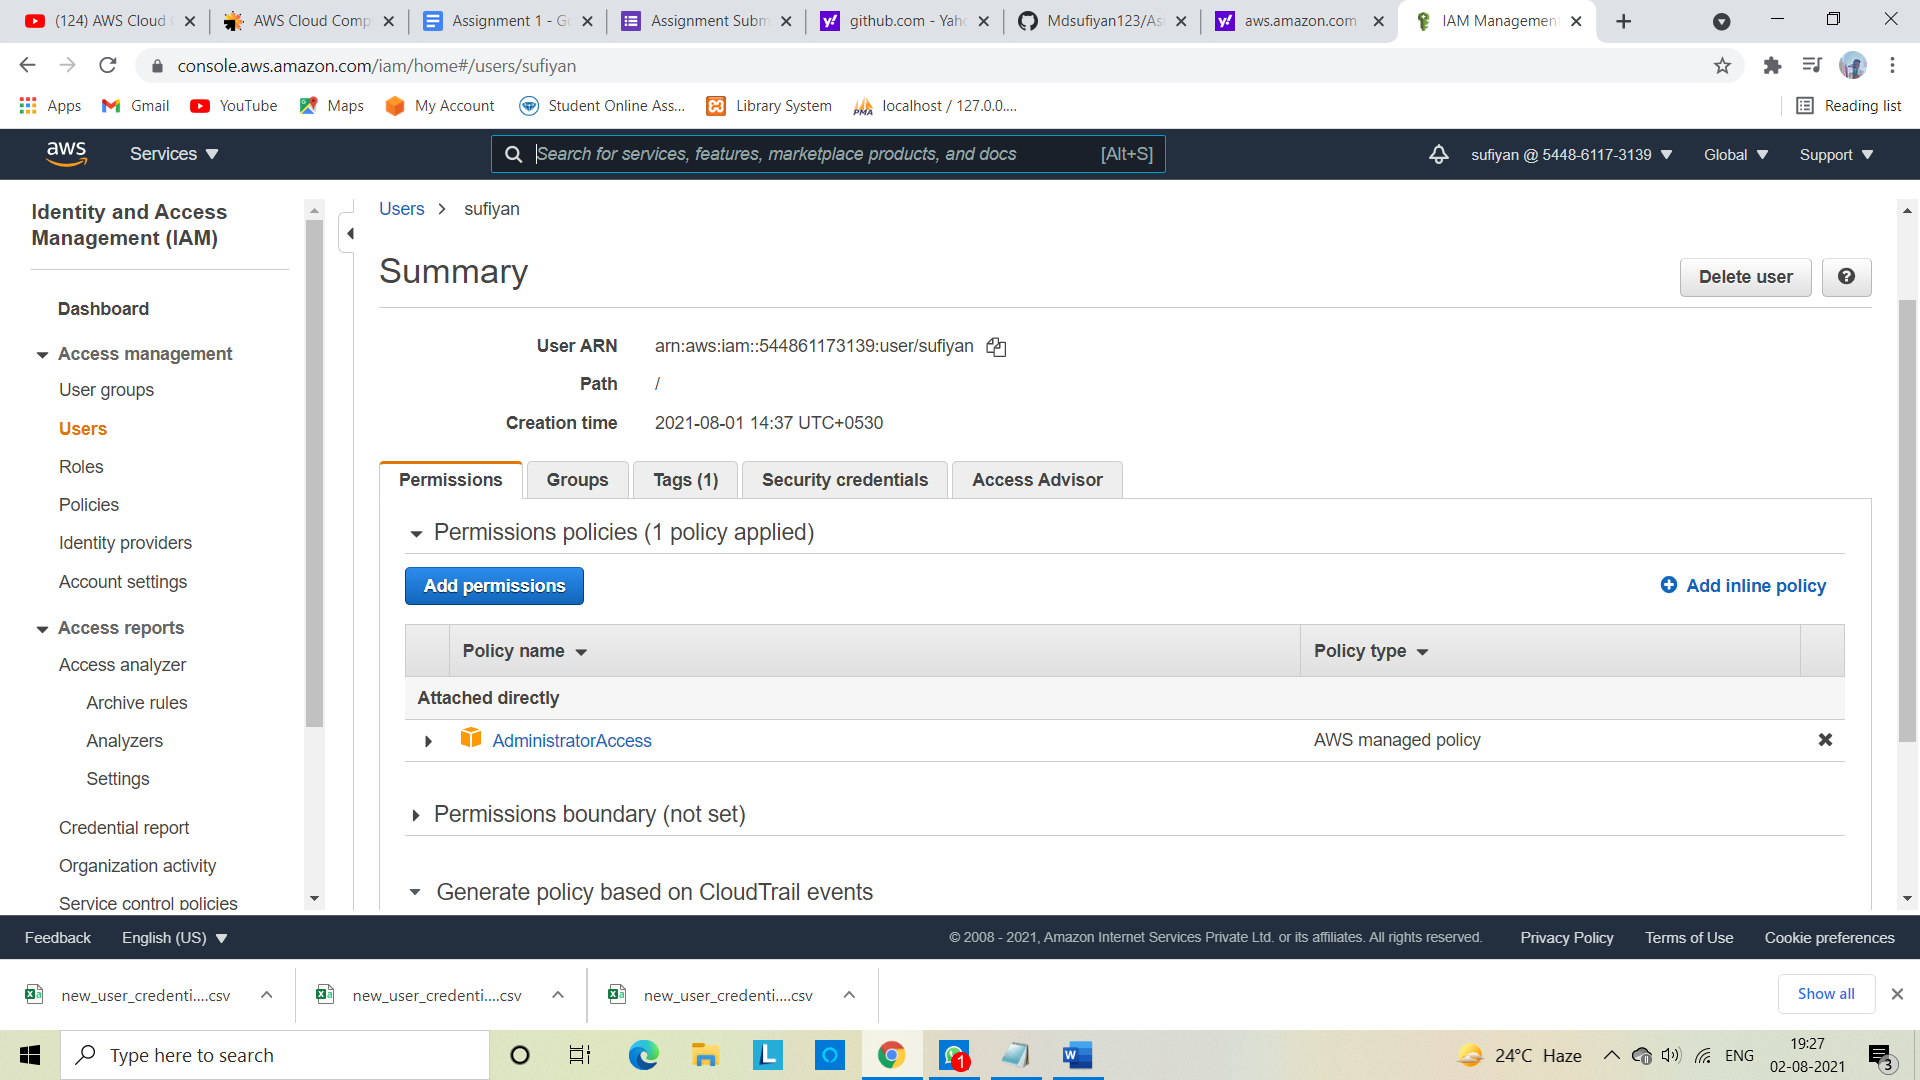 (124) AWS Cloud
AWS Cloud Comp
Assignment 1 - G
Assignment Subm
github.com - Yah
Mdsufiyan123/As
aws.amazon.com
IAM Management
console.aws.amazon.com/iam/home#/users/sufiyan
Apps
Gmail
YouTube
Maps
My Account
Student Online Ass...
Library System
localhost / 127.0.0....
Reading list
aws
Services
Search for services, features, marketplace products, and docs
[Alt+S]
sufiyan @ 5448-6117-3139
Global
Support
Identity and Access
Management (IAM)
Dashboard
Access management
User groups
Users
Roles
Policies
Identity providers
Account settings
Access reports
Access analyzer
Archive rules
Analyzers
Settings
Credential report
Organization activity
Service control policies
Users > sufiyan
Summary
Delete user
User ARN arn:aws:iam::544861173139:user/sufiyan
Path /
Creation time 2021-08-01 14:37 UTC+0530
Permissions
Groups
Tags (1)
Security credentials
Access Advisor
Permissions policies (1 policy applied)
Add permissions
Add inline policy
Policy name
Policy type
Attached directly
AdministratorAccess
AWS managed policy
Permissions boundary (not set)
Generate policy based on CloudTrail events
Feedback
English (US)
© 2008 - 2021, Amazon Internet Services Private Ltd. or its affiliates. All rights reserved.
Privacy Policy
Terms of Use
Cookie preferences
new_user_credenti....csv
new_user_credenti....csv
new_user_credenti....csv
Show all
Type here to search
1
24°C Haze
ENG
19:27
02-08-2021
3